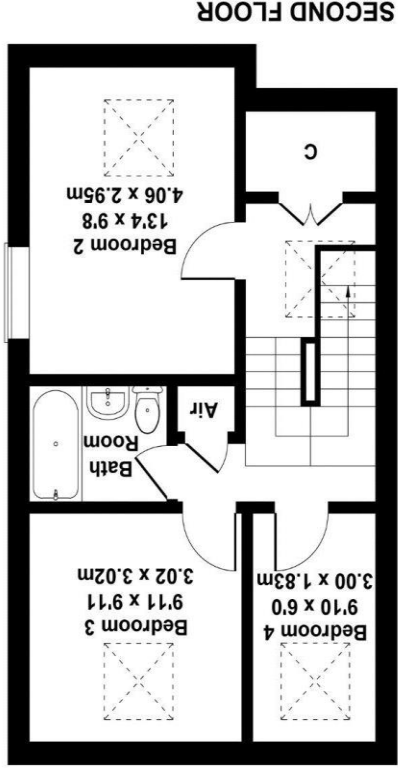 Bedroom 4
9'10 x 6'0
3.00 x 1.83m
Bedroom 3
9'11 x 9'11
3.02 x 3.02m
Bath
Room
Air
Bedroom 2
13'4 x 9'8
4.06 x 2.95m
C
SECOND FLOOR